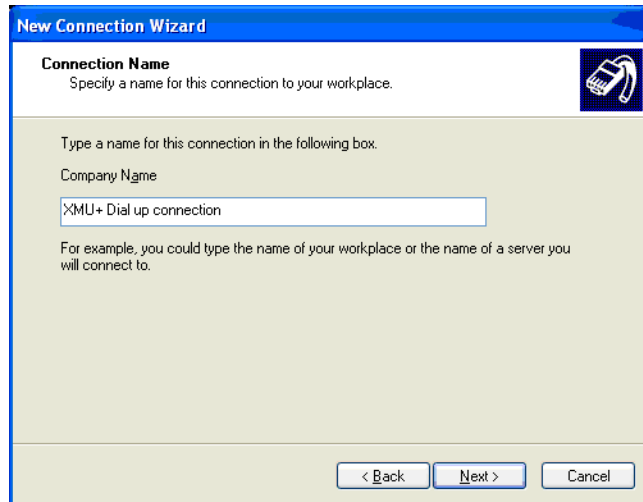 New Connection Wizard
Connection Name
Specify a name for this connection to your workplace.
Type a name for this connection in the following box.
Company Name
XMU+ Dial up connection
For example, you could type the name of your workplace or the name of a server you
will connect to.
< Back
Next >
Cancel